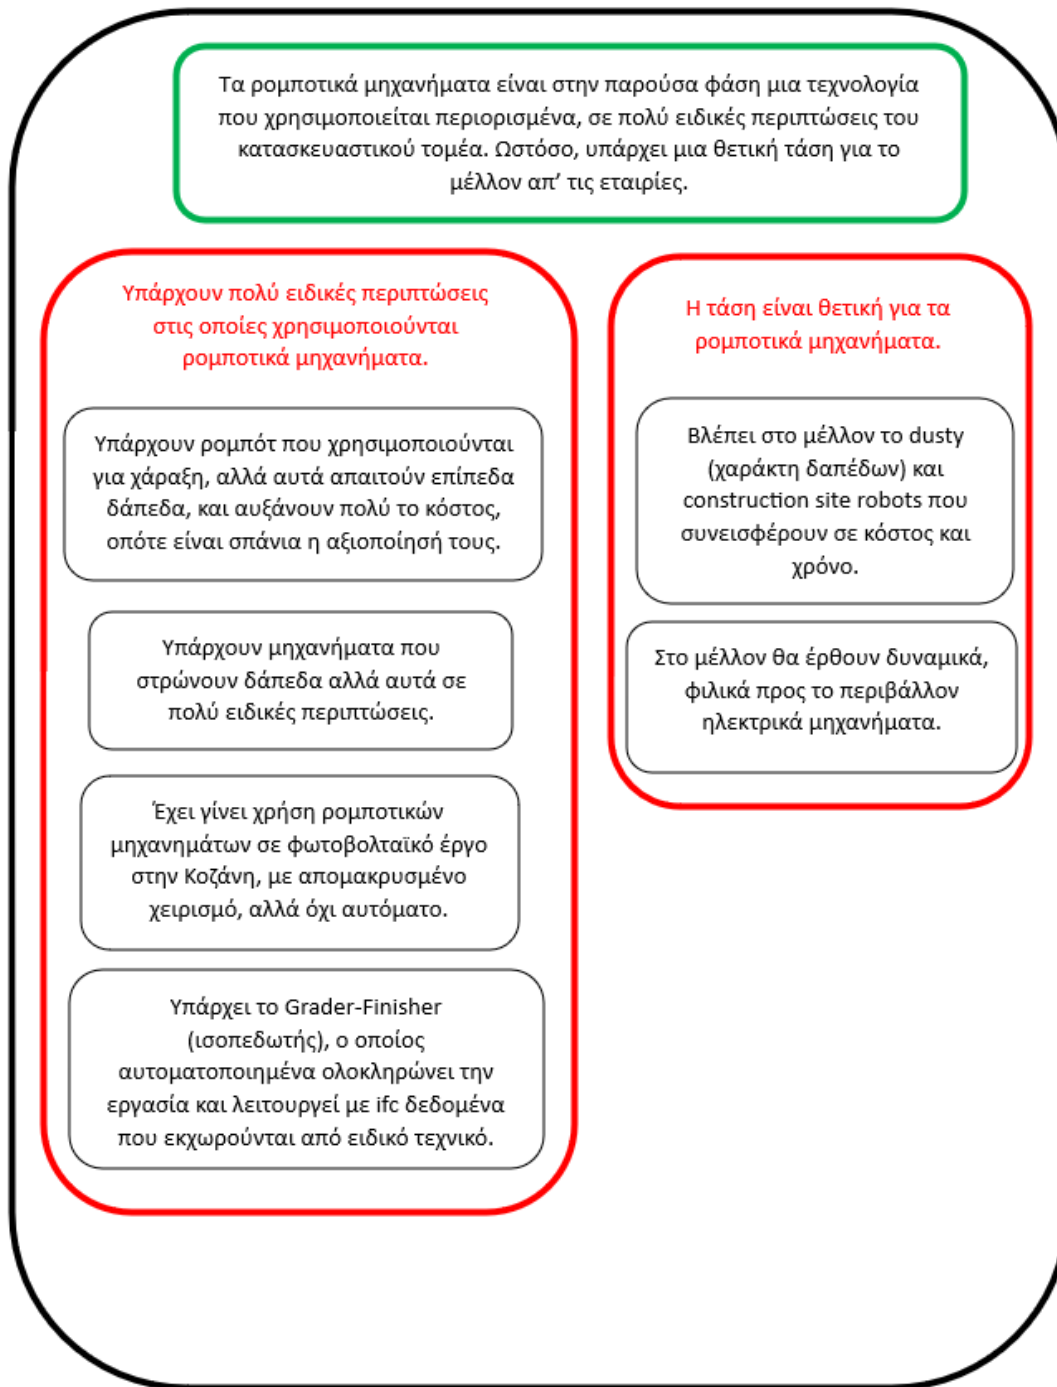 Τα ρομποτικά μηχανήματα είναι στην παρούσα φάση μια τεχνολογία
που χρησιμοποιείται περιορισμένα, σε πολύ ειδικές περιπτώσεις του
κατασκευαστικού τομέα. Ωστόσο, υπάρχει μια θετική τάση για το
μέλλον απ’ τις εταιρίες.
Υπάρχουν πολύ ειδικές περιπτώσεις
στις οποίες χρησιμοποιούνται
ρομποτικά μηχανήματα.
Υπάρχουν ρομπότ που χρησιμοποιούνται
για χάραξη, αλλά αυτά απαιτούν επίπεδα
δάπεδα, και αυξάνουν πολύ το κόστος,
οπότε είναι σπάνια η αξιοποίησή τους.
Υπάρχουν μηχανήματα που
στρώνουν δάπεδα αλλά αυτά σε
πολύ ειδικές περιπτώσεις.
Έχει γίνει χρήση ρομποτικών
μηχανημάτων σε φωτοβολταϊκό έργο
στην Κοζάνη, με απομακρυσμένο
χειρισμό, αλλά όχι αυτόματο.
Υπάρχει το Grader-Finisher
(ισοπεδωτής), ο οποίος
αυτοματοποιημένα ολοκληρώνει την
εργασία και λειτουργεί με ifc δεδομένα
που εκχωρούνται από ειδικό τεχνικό.
Η τάση είναι θετική για τα
ρομποτικά μηχανήματα.
Βλέπει στο μέλλον το dusty
(χαράκτη δαπέδων) και
construction site robots που
συνεισφέρουν σε κόστος και
χρόνο.
Στο μέλλον θα έρθουν δυναμικά,
φιλικά προς το περιβάλλον
ηλεκτρικά μηχανήματα.